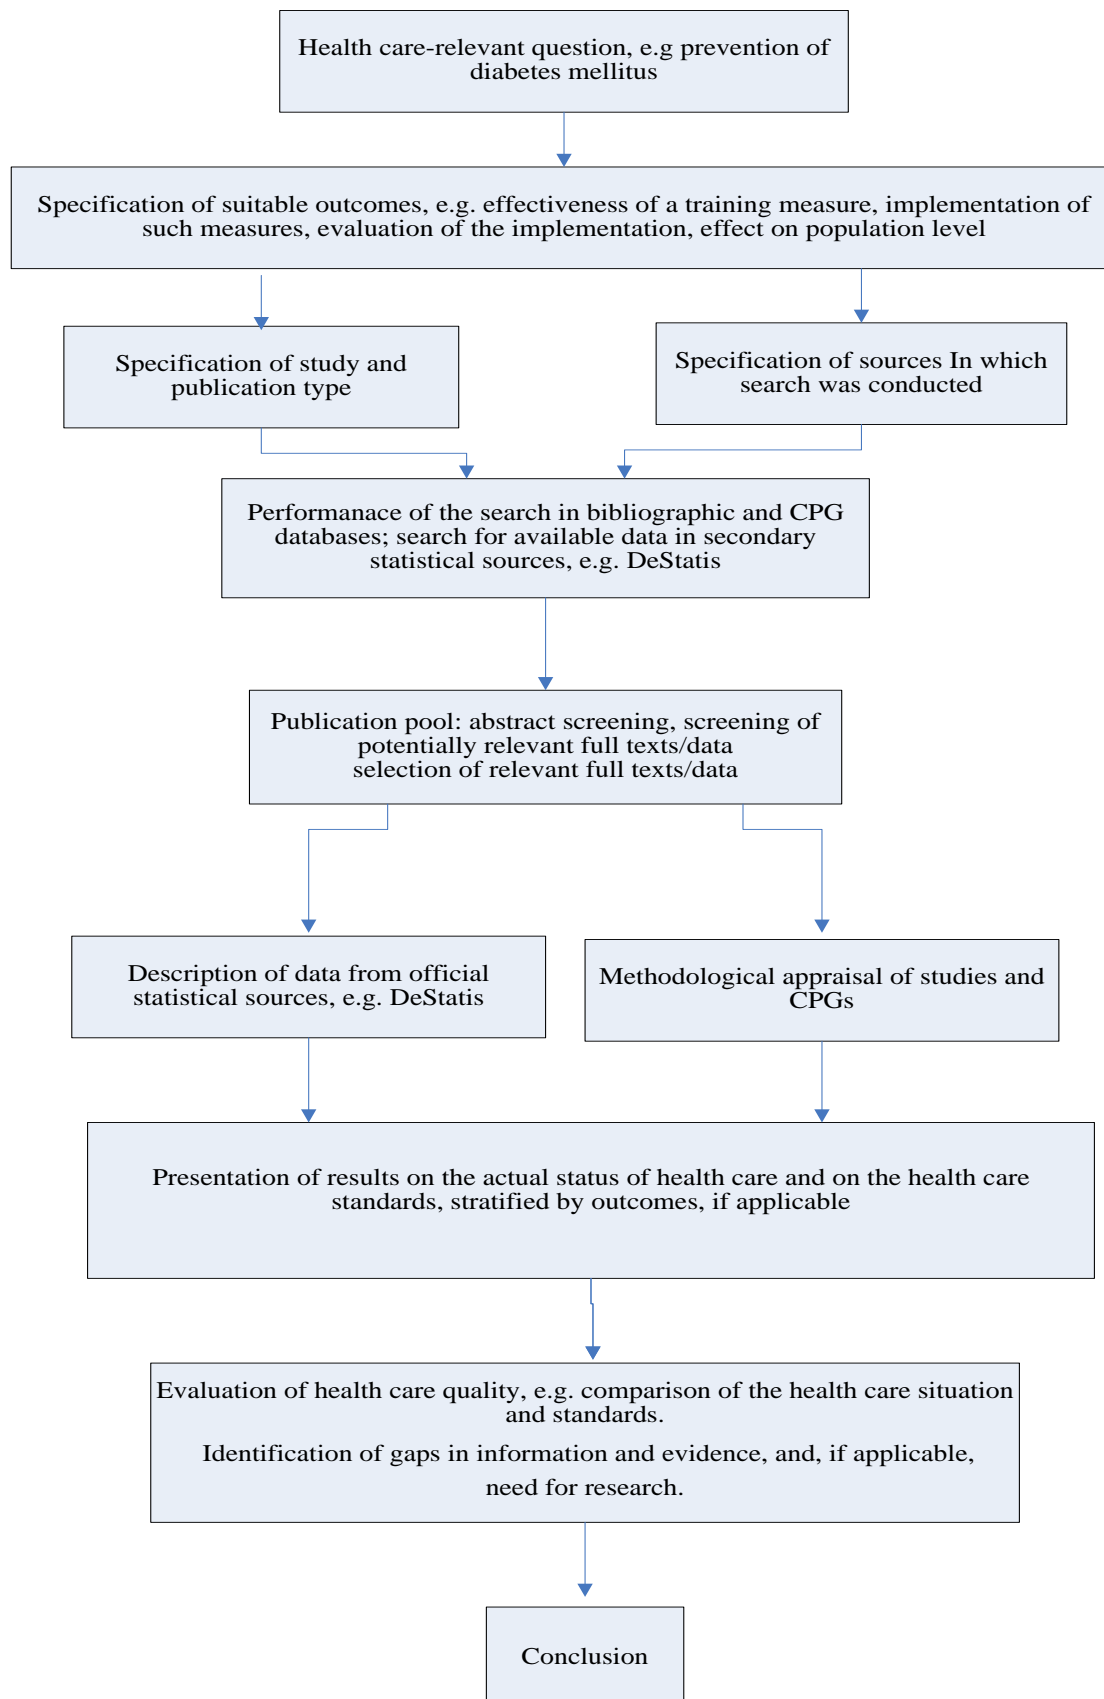 Health care-relevant question, e.g prevention of
diabetes mellitus
Specification of suitable outcomes, e.g. effectiveness of a training measure, implementation of
such measures, evaluation of the implementation, effect on population level
Specification of study and
publication type
Specification of sources In which
search was conducted
Performanace of the search in bibliographic and CPG
databases; search for available data in secondary
statistical sources, e.g. DeStatis
Publication pool: abstract screening, screening of
potentially relevant full texts/data
selection of relevant full texts/data
Description of data from official
statistical sources, e.g. DeStatis
Methodological appraisal of studies and
CPGs
Presentation of results on the actual status of health care and on the health care
standards, stratified by outcomes, if applicable
Evaluation of health care quality, e.g. comparison of the health care situation
and standards.
Identification of gaps in information and evidence, and, if applicable,
need for research.
Conclusion